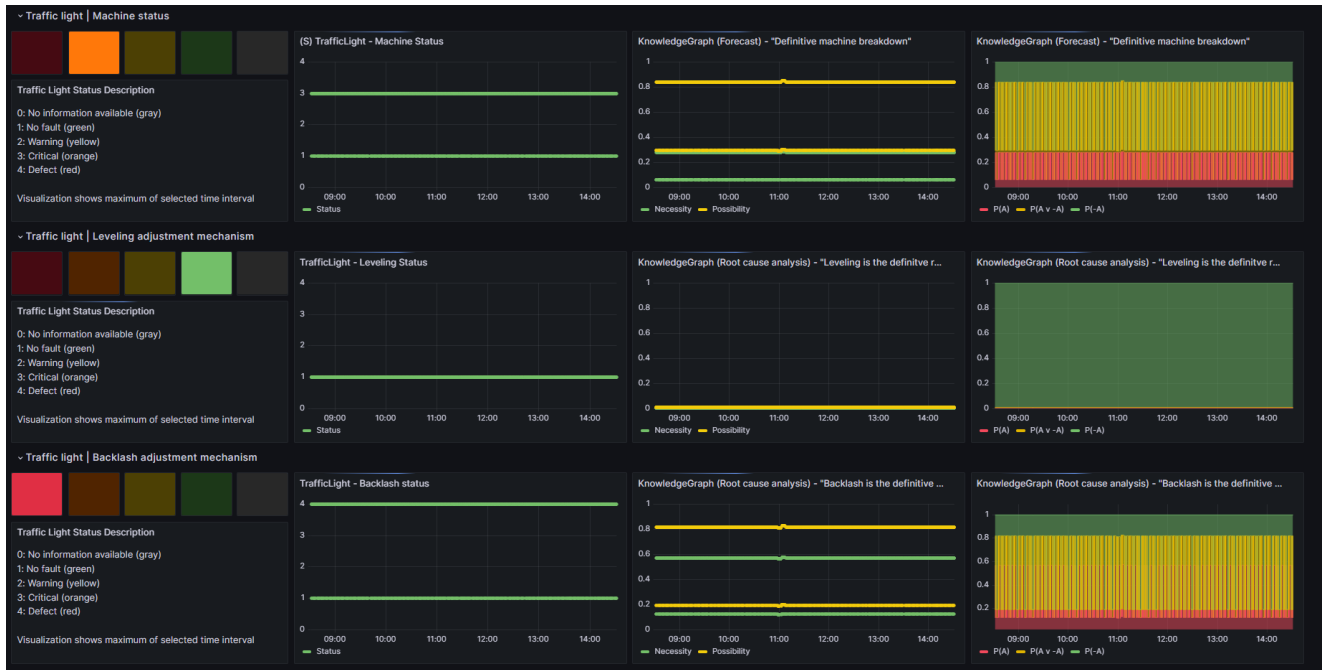 Traffic light | Machine status
Traffic Light Status Description
0: No information available (gray)
1: No fault (green)
2: Warning (yellow)
3: Critical (orange)
4: Defect (red)
Visualization shows maximum of selected time interval
(S) TrafficLight - Machine Status
4
3
2
1
0
09:00 10:00 11:00 12:00 13:00 14:00
Status
KnowledgeGraph (Forecast) - "Definitive machine breakdown"
1
0.8
0.6
0.4
0.2
0
09:00 10:00 11:00 12:00 13:00 14:00
Necessity Possibility
KnowledgeGraph (Forecast) - "Definitive machine breakdown"
1
0.8
0.6
0.4
0.2
0
09:00 10:00 11:00 12:00 13:00 14:00
P(A) P(A v -A) P(-A)
Traffic light | Leveling adjustment mechanism
Traffic Light Status Description
0: No information available (gray)
1: No fault (green)
2: Warning (yellow)
3: Critical (orange)
4: Defect (red)
Visualization shows maximum of selected time interval
TrafficLight - Leveling Status
4
3
2
1
0
09:00 10:00 11:00 12:00 13:00 14:00
Status
KnowledgeGraph (Root cause analysis) - "Leveling is the definitve r...
1
0.8
0.6
0.4
0.2
0
09:00 10:00 11:00 12:00 13:00 14:00
Necessity Possibility
KnowledgeGraph (Root cause analysis) - "Leveling is the definitve r...
1
0.8
0.6
0.4
0.2
0
09:00 10:00 11:00 12:00 13:00 14:00
P(A) P(A v -A) P(-A)
Traffic light | Backlash adjustment mechanism
Traffic Light Status Description
0: No information available (gray)
1: No fault (green)
2: Warning (yellow)
3: Critical (orange)
4: Defect (red)
Visualization shows maximum of selected time interval
TrafficLight - Backlash status
4
3
2
1
0
09:00 10:00 11:00 12:00 13:00 14:00
Status
KnowledgeGraph (Root cause analysis) - "Backlash is the definitive ...
1
0.8
0.6
0.4
0.2
0
09:00 10:00 11:00 12:00 13:00 14:00
Necessity Possibility
KnowledgeGraph (Root cause analysis) - "Backlash is the definitive ...
1
0.8
0.6
0.4
0.2
09:00 10:00 11:00 12:00 13:00 14:00
P(A) P(A v -A) P(-A)